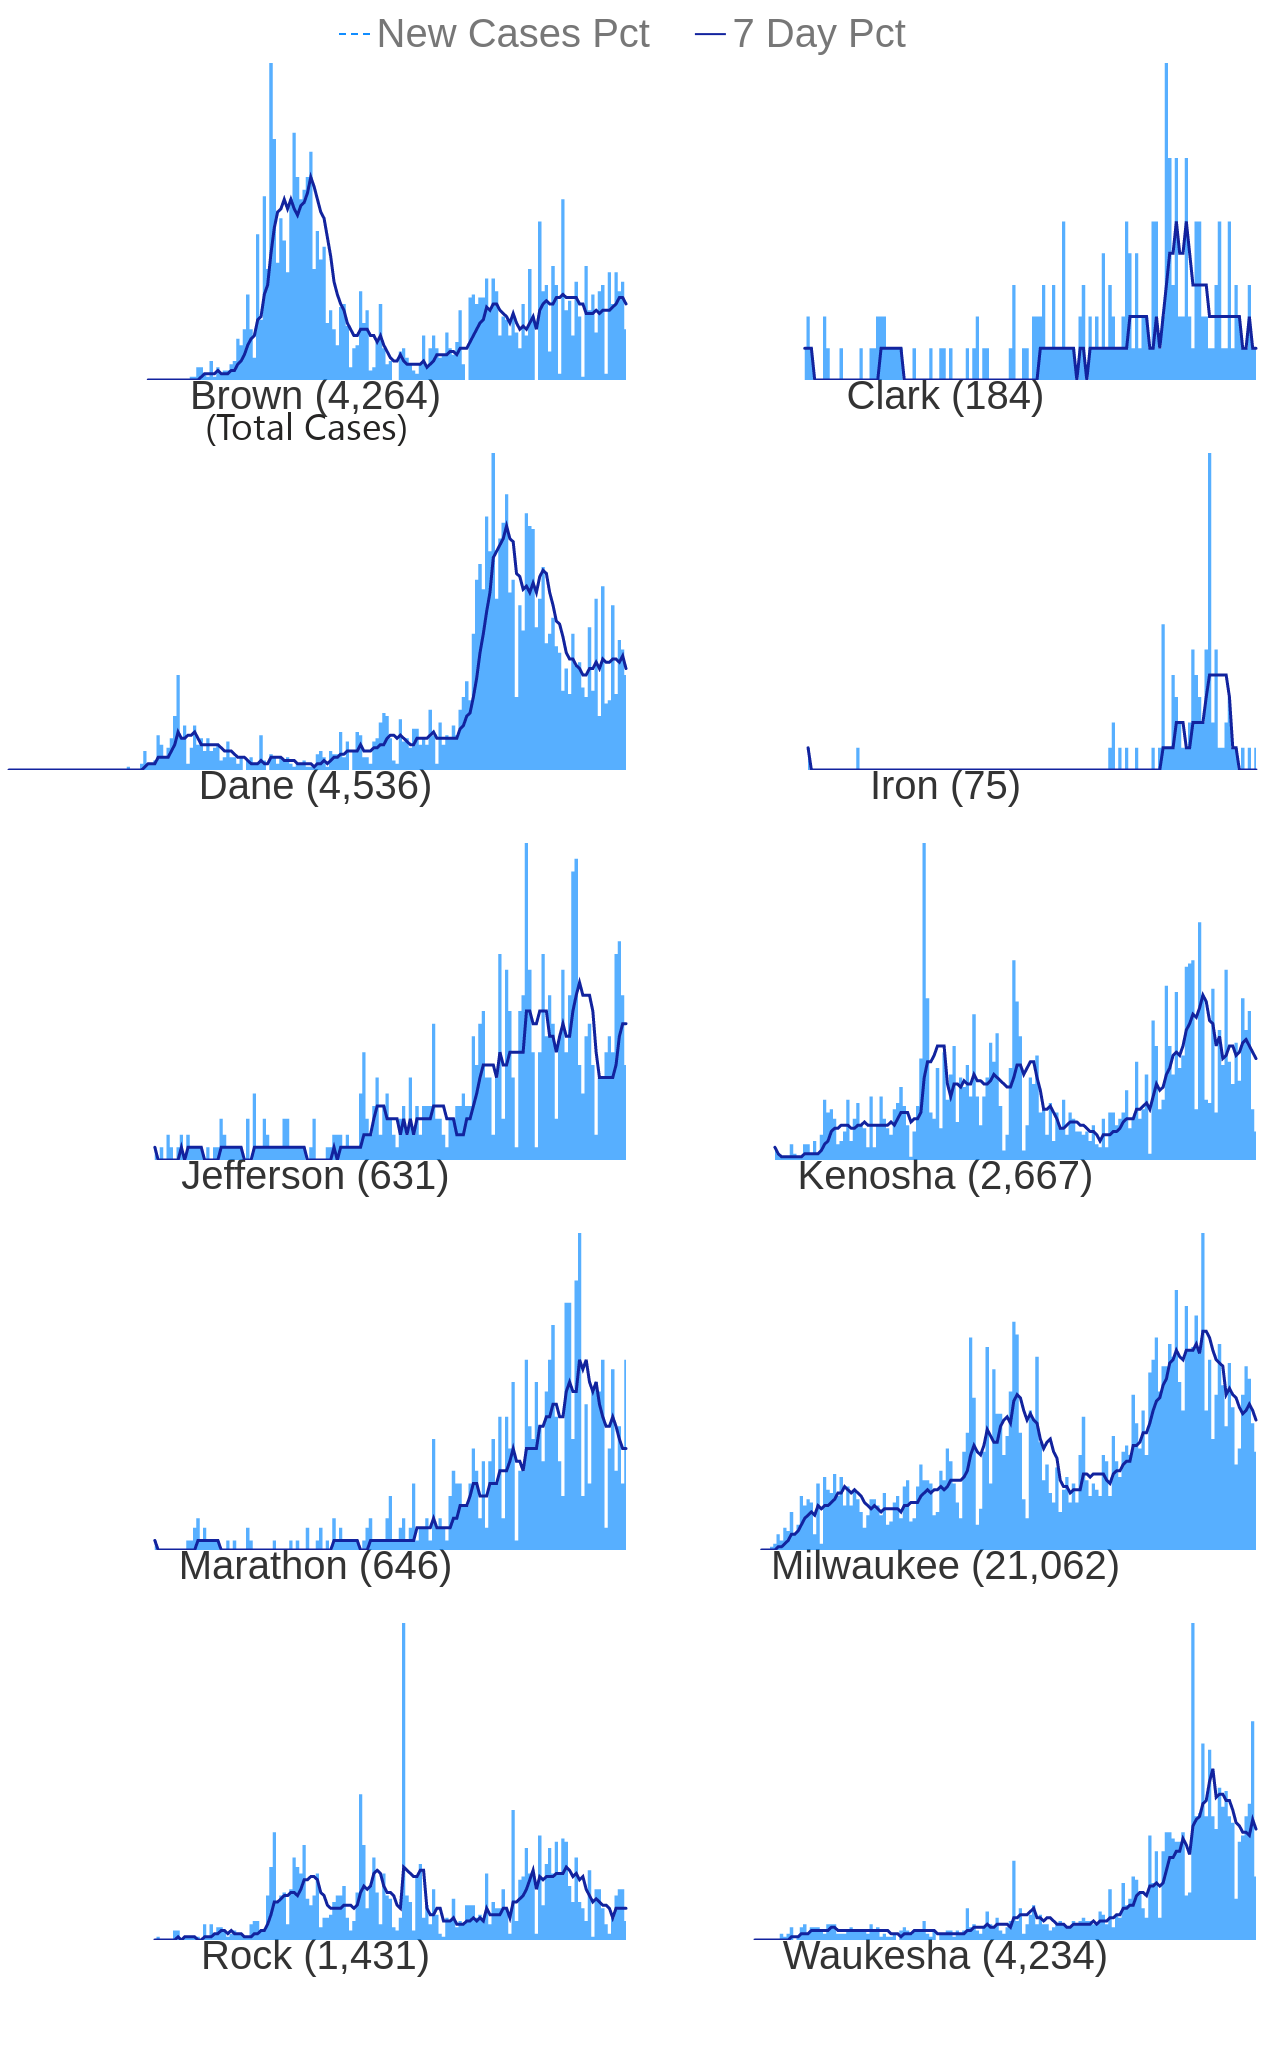 New Cases Pct 7 Day Pct
Brown (4,264) Clark (184)
(Total Cases)
Dane (4,536) Iron (75)
Jefferson (631) Kenosha (2,667)
Marathon (646) Milwaukee (21,062)
Rock (1,431) Waukesha (4,234)